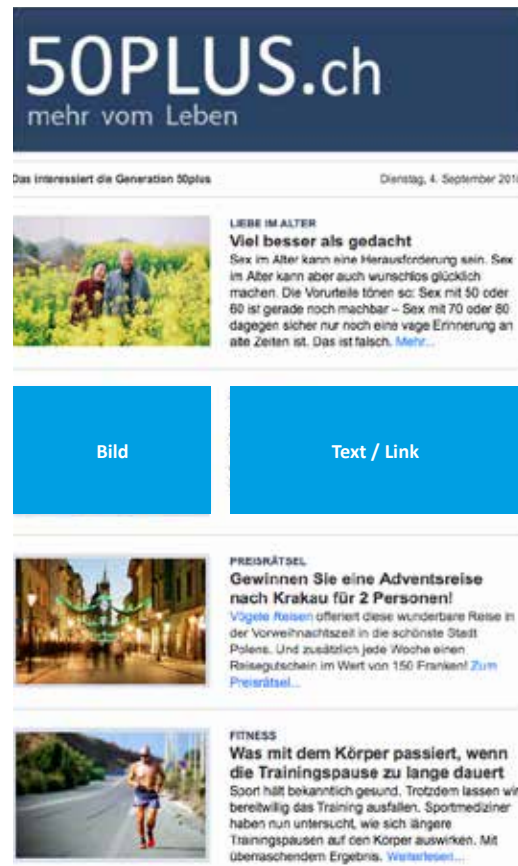 50PLUS.ch
mehr vom Leben
Das interessiert die Generation 50plus
Dienstag, 4. September 201
LIEBE IM ALTER
Viel besser als gedacht
Sex im Alter kann eine Herausforderung sein. Sex
im Alter kann aber auch wunschlos glücklich
machen. Die Vorurteile tönen so: Sex mit 50 oder
60 ist gerade noch machbar – Sex mit 70 oder 80
dagegen sicher nur noch eine vage Erinnerung an
alte Zeiten ist. Das ist falsch. Mehr...
Bild
Text / Link
PREISRÄTSEL
Gewinnen Sie eine Adventsreise
nach Krakau für 2 Personen!
Vögele Reisen offeriert diese wunderbare Reise in
der Vorweihnachtszeit in die schönste Stadt
Polens. Und zusätzlich jede Woche einen
Reisegutschein im Wert von 150 Franken! Zum
Preisrätsel...
FITNESS
Was mit dem Körper passiert, wenn
die Trainingspause zu lange dauert
Sport hält bekanntlich gesund. Trotzdem lassen wir
bereitwillig das Training ausfallen. Sportmediziner
haben nun untersucht, wie sich längere
Trainingspausen auf den Körper auswirken. Mit
überraschendem Ergebnis. Weiterlesen...